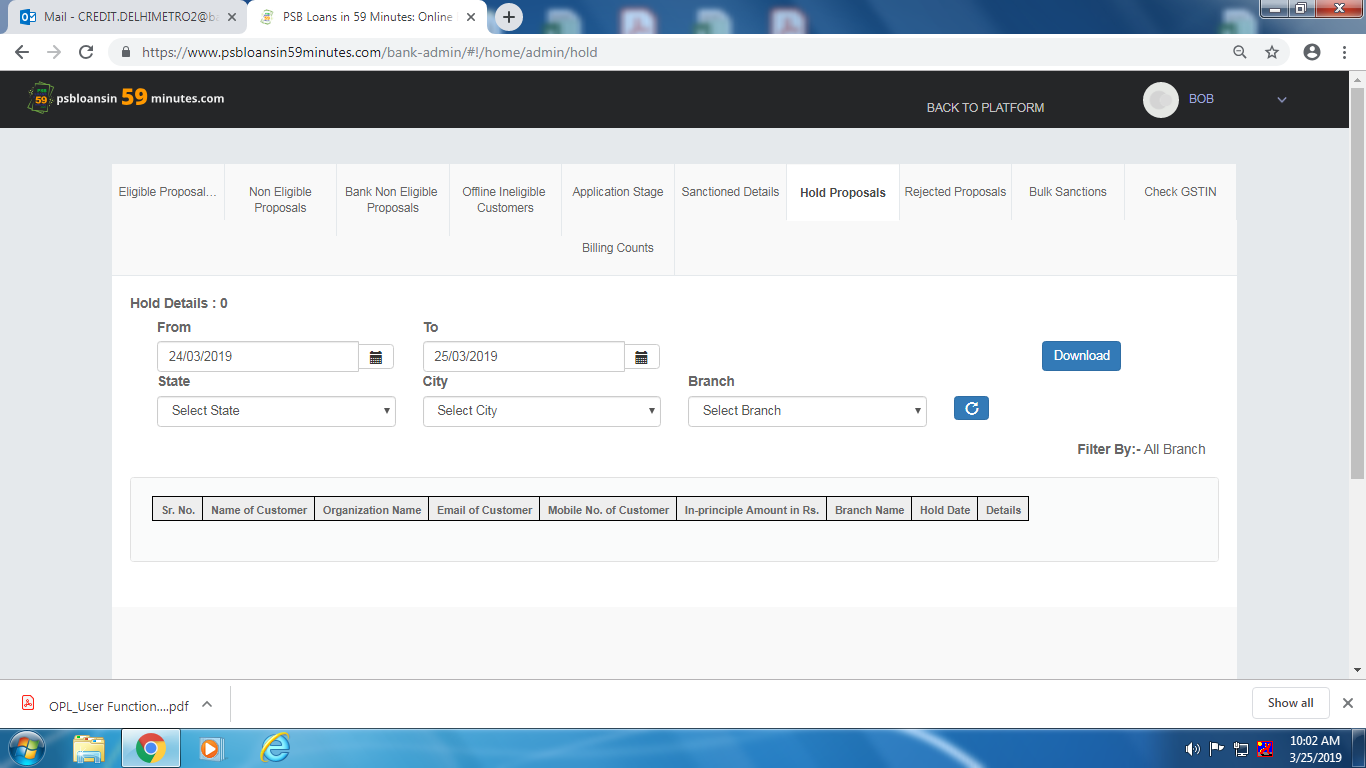 Mail - CREDIT.DELHIMETRO2@ba
PSB Loans in 59 Minutes: Online
https://www.psbloansin59minutes.com/bank-admin/#!/home/admin/hold
PSB
59
psbloansin 59 minutes.com
BACK TO PLATFORM
BOB
Eligible Proposal...
Non Eligible
Proposals
Bank Non Eligible
Proposals
Offline Ineligible
Customers
Application Stage
Sanctioned Details
Hold Proposals
Rejected Proposals
Bulk Sanctions
Check GSTIN
Billing Counts
Hold Details : 0
From
To
24/03/2019
25/03/2019
Download
State
City
Branch
Select State
Select City
Select Branch
Filter By:- All Branch
Sr. No. Name of Customer Organization Name Email of Customer Mobile No. of Customer In-principle Amount in Rs. Branch Name Hold Date Details
OPL_User Function....pdf
Show all
10:02 AM
3/25/2019